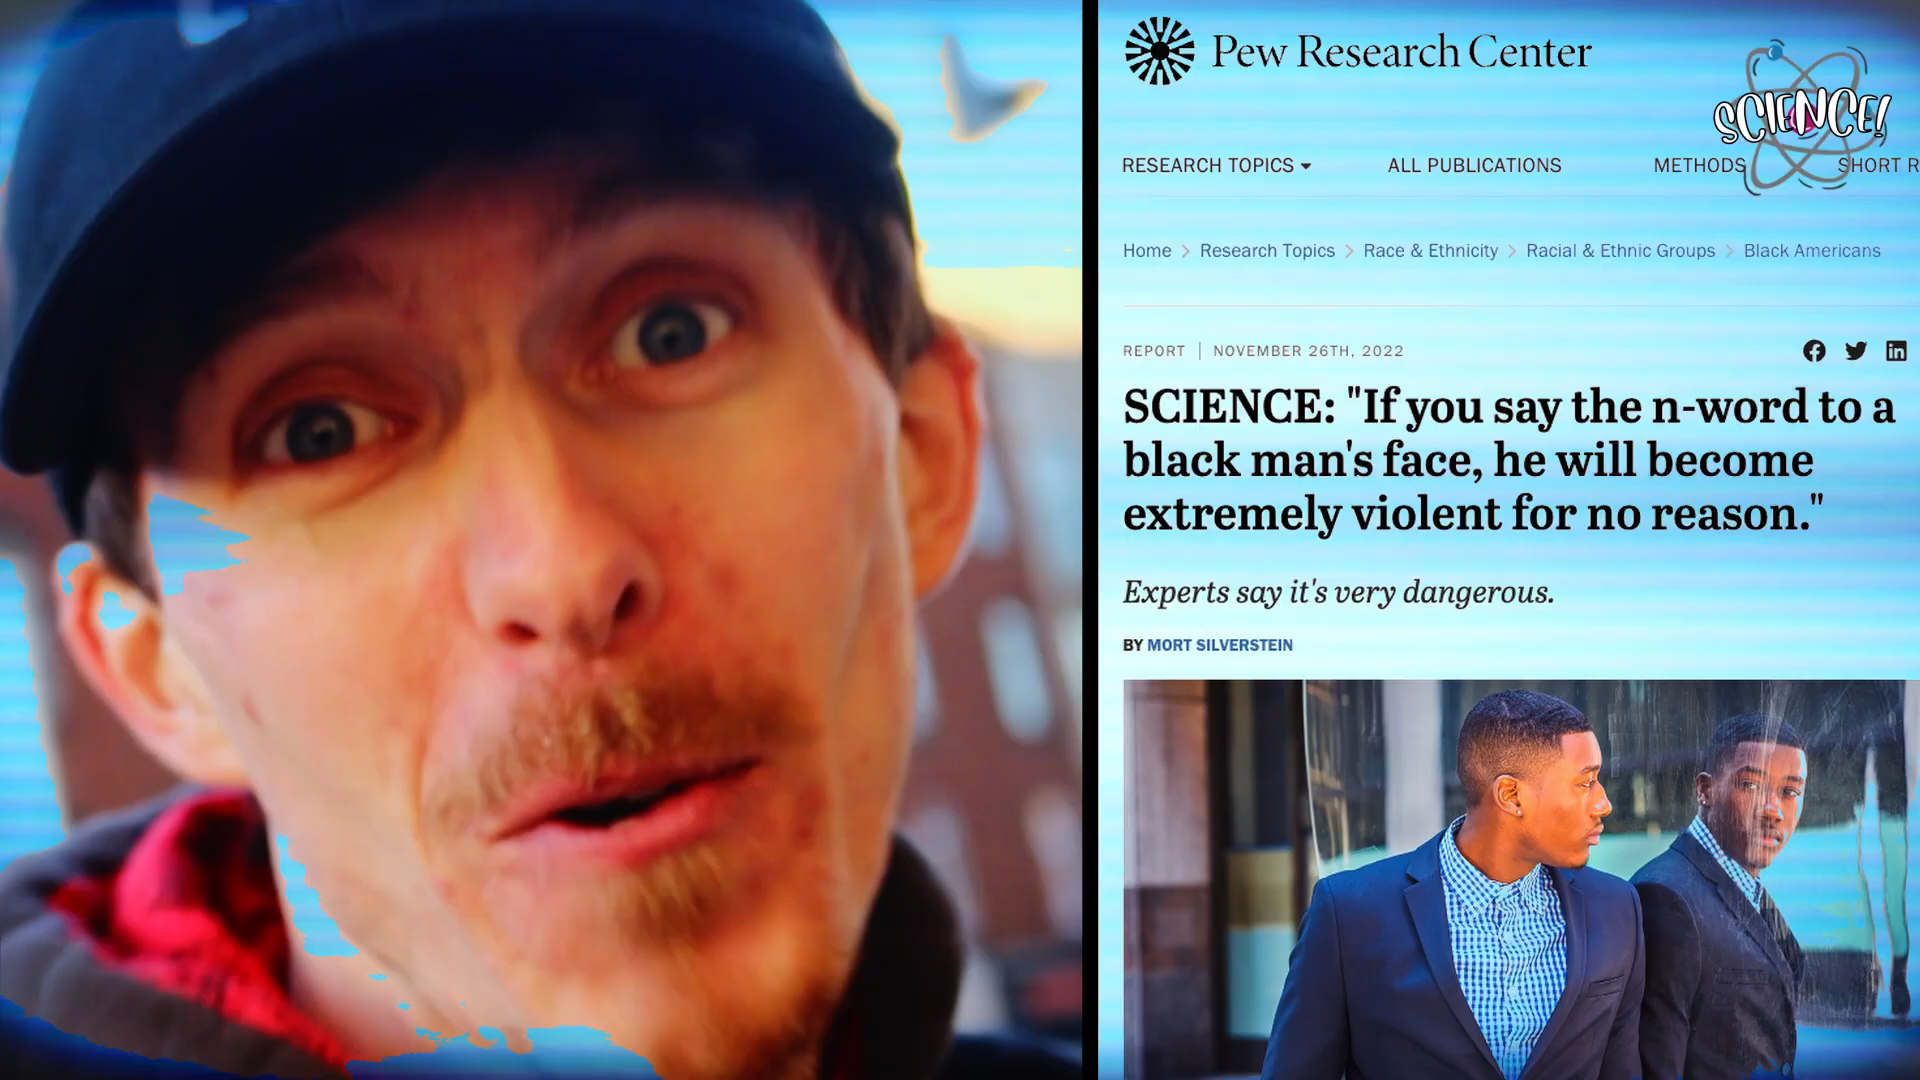 Pew Research Center
SCIENCE!
RESEARCH TOPICS ALL PUBLICATIONS METHODS SHORT R
Home > Research Topics > Race & Ethnicity > Racial & Ethnic Groups > Black Americans
REPORT | NOVEMBER 26TH, 2022
SCIENCE: "If you say the n-word to a
black man's face, he will become
extremely violent for no reason."
Experts say it's very dangerous.
BY MORT SILVERSTEIN